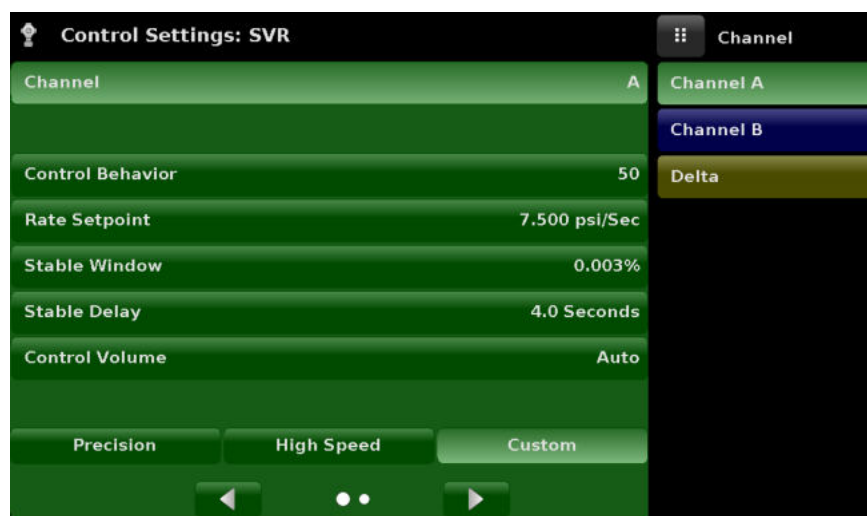 Control Settings: SVR
Channel A
Control Behavior 50
Rate Setpoint 7.500 psi/Sec
Stable Window 0.003%
Stable Delay 4.0 Seconds
Control Volume Auto
Precision High Speed Custom
Channel
Channel A
Channel B
Delta